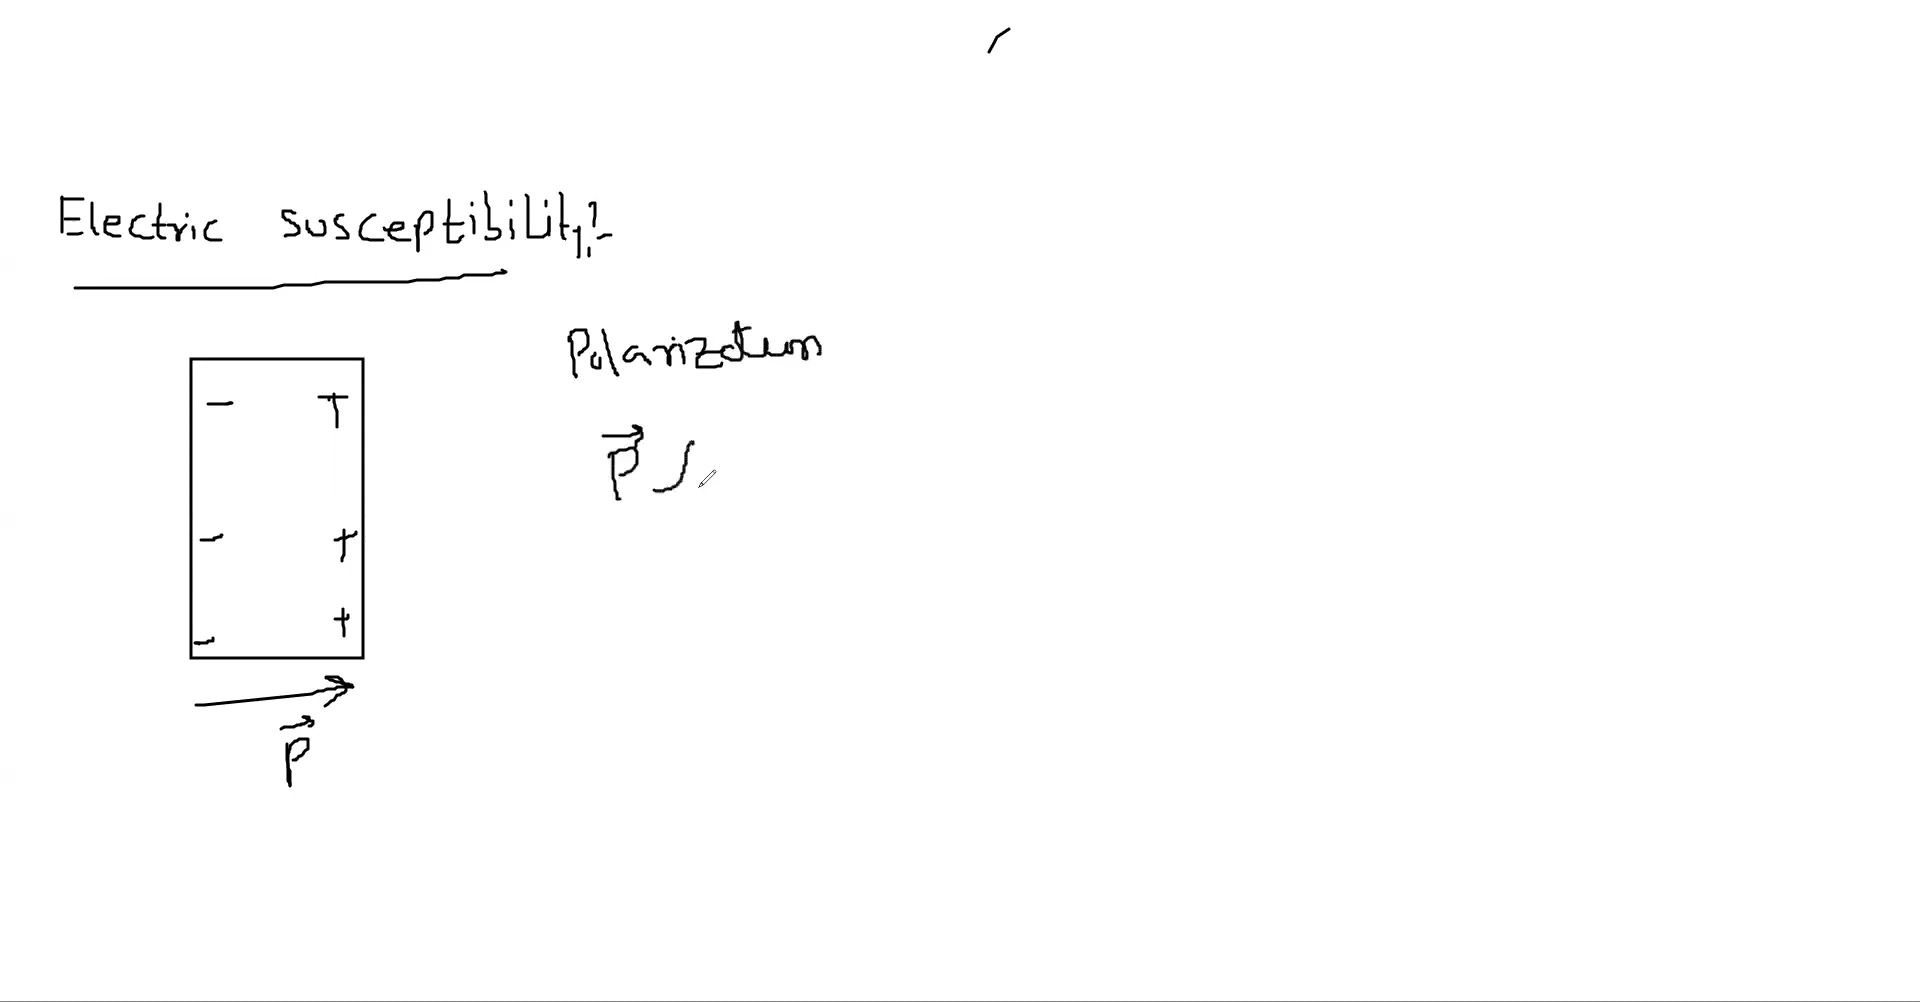 Electric susceptibility:-
Polarization
P⃗
- +
- +
- +
P⃗